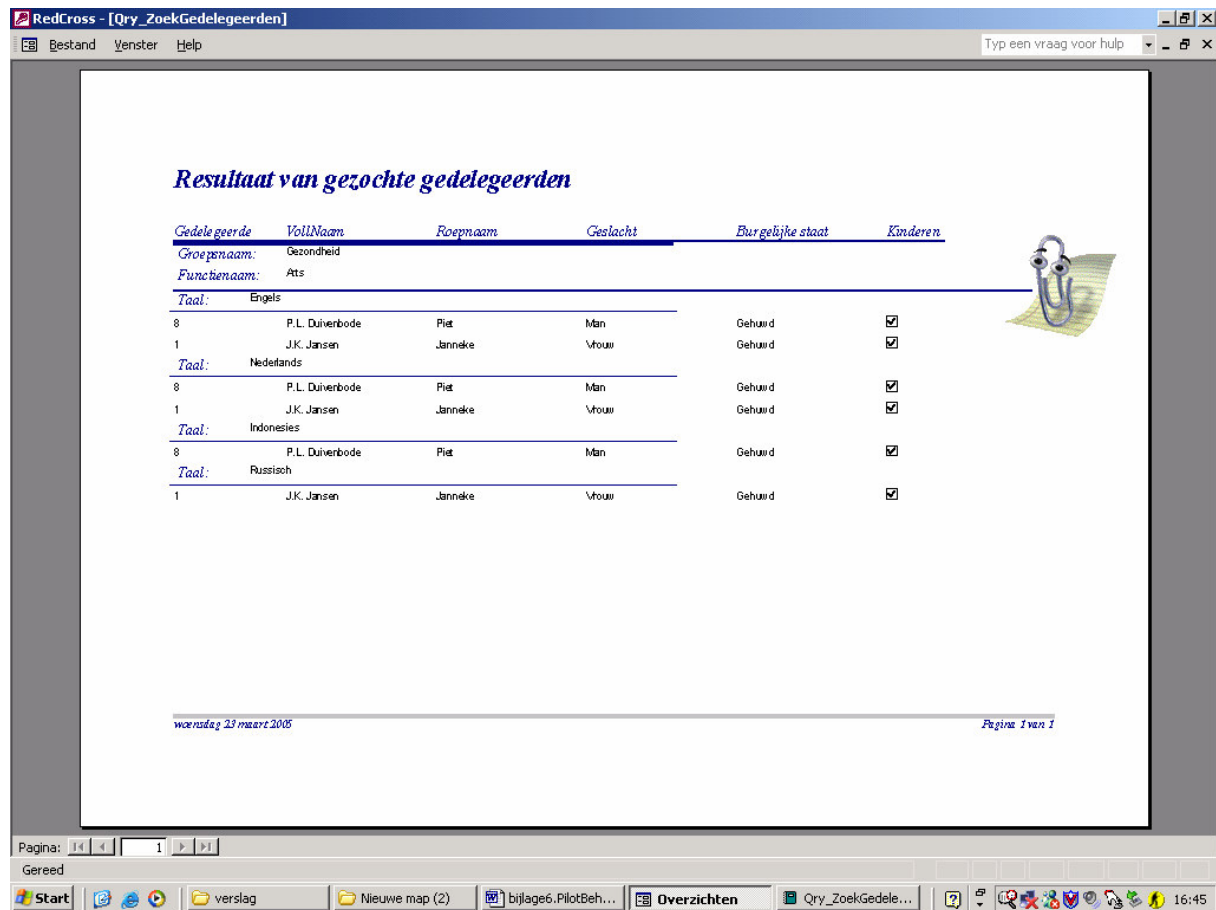 RedCross - [Qry_ZoekGedelegeerden]
Bestand Venster Help Typ een vraag voor hulp
Resultaat van gezochte gedelegeerden
Gedelegeerde VollNaam Roepnaam Geslacht Burgelijke staat Kinderen
Groepsnaam: Gezondheid
Functienaam: Arts
Taal: Engels
8 P.L. Duivenbode Piet Man Gehuwd
1 J.K. Jansen Janneke Vrouw Gehuwd
Taal: Nederlands
8 P.L. Duivenbode Piet Man Gehuwd
1 J.K. Jansen Janneke Vrouw Gehuwd
Taal: Indonesies
8 P.L. Duivenbode Piet Man Gehuwd
Taal: Russisch
1 J.K. Jansen Janneke Vrouw Gehuwd
woensdag 23 maart 2005 Pagina 1 van 1
Pagina: 1
Gereed
Start verslag Nieuwe map (2) bijlage6.PilotBeh... Overzichten Qry_ZoekGedele... 16:45